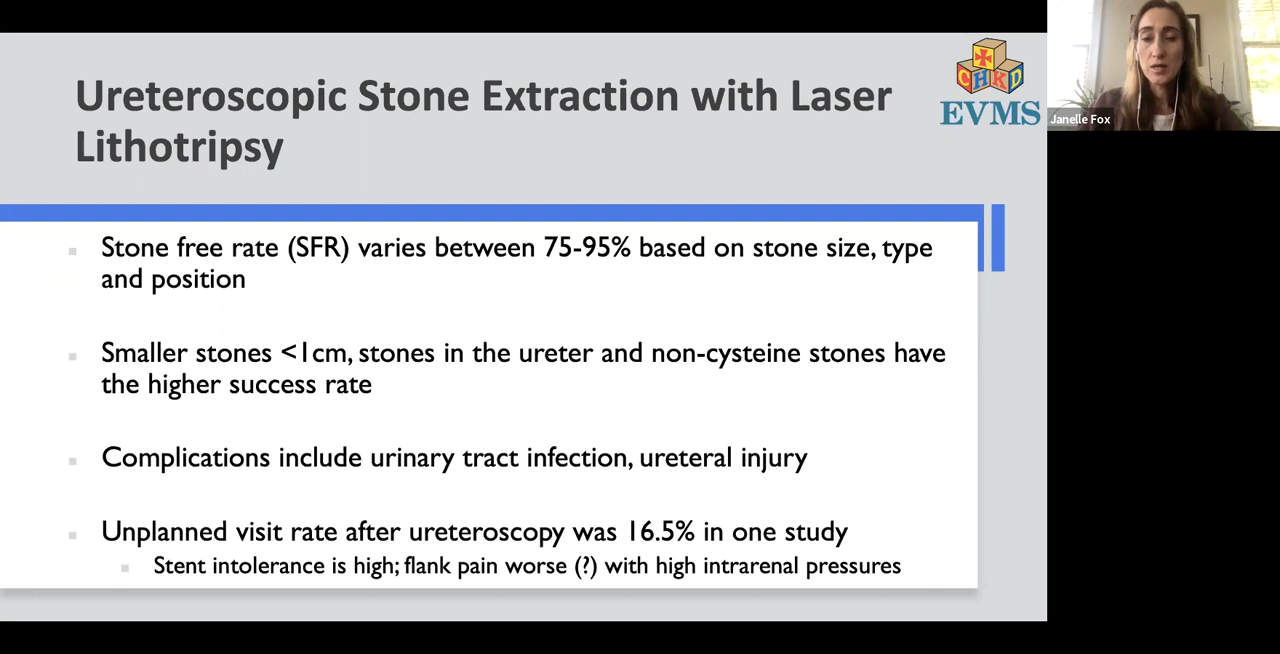 Ureteroscopic Stone Extraction with Laser
Lithotripsy
CHKD
EVMS
Janelle Fox
Stone free rate (SFR) varies between 75-95% based on stone size, type
and position
Smaller stones <1cm, stones in the ureter and non-cysteine stones have
the higher success rate
Complications include urinary tract infection, ureteral injury
Unplanned visit rate after ureteroscopy was 16.5% in one study
Stent intolerance is high; flank pain worse (?) with high intrarenal pressures